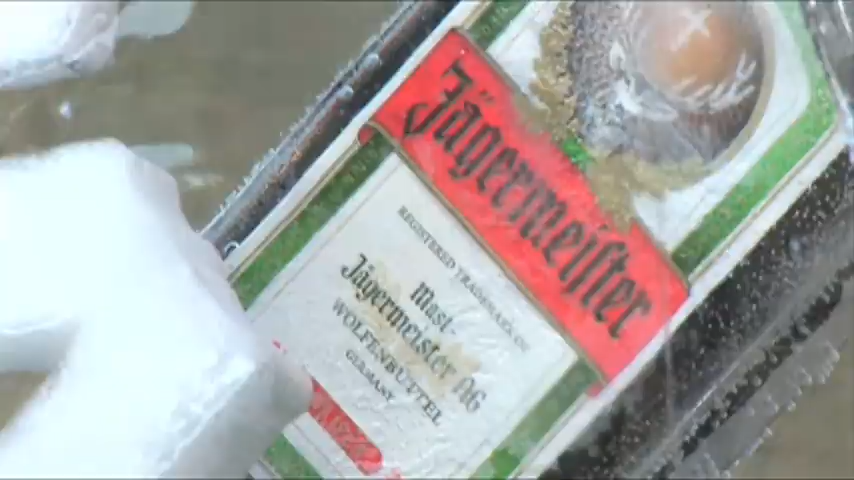 Jägermeister
REGISTERED TRADEMARK OF
Mast-
Jägermeister AG
WOLFENBÜTTEL
GERMANY